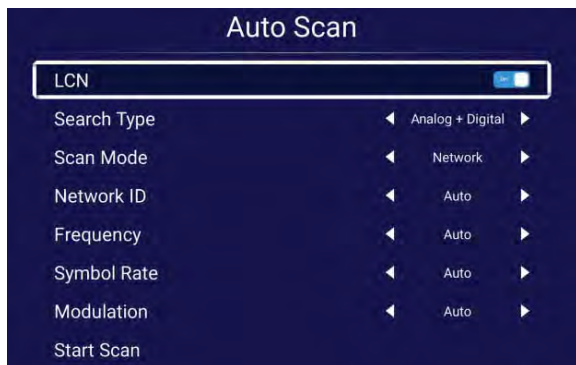 Auto Scan
LCN
Search Type Analog + Digital
Scan Mode Network
Network ID Auto
Frequency Auto
Symbol Rate Auto
Modulation Auto
Start Scan